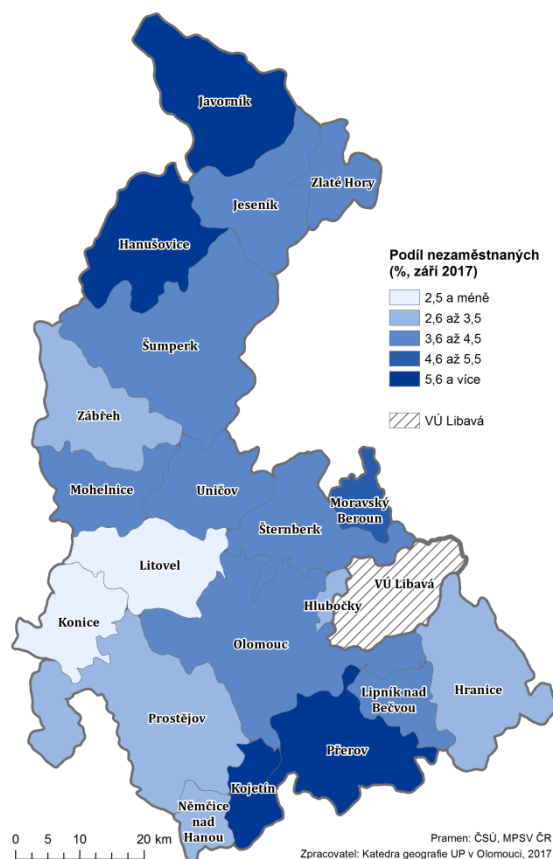 Javorník
Zlaté Hory
Jeseník
Hanušovice
Podíl nezaměstnaných
(%, září 2017)
2,5 a méně
2,6 až 3,5
3,6 až 4,5
4,6 až 5,5
5,6 a více
VÚ Libavá
Šumperk
Zábřeh
Mohelnice
Uničov
Moravský
Beroun
Šternberk
Litovel
VÚ Libavá
Hlubočky
Konice
Olomouc
Lipník nad
Bečvou
Hranice
Prostějov
Přerov
Kojetín
Němčice
nad
Hanou
0 5 10 20 km
Pramen: ČSÚ, MPSV ČR
Zpracovatel: Katedra geografie UP v Olomouci, 2017